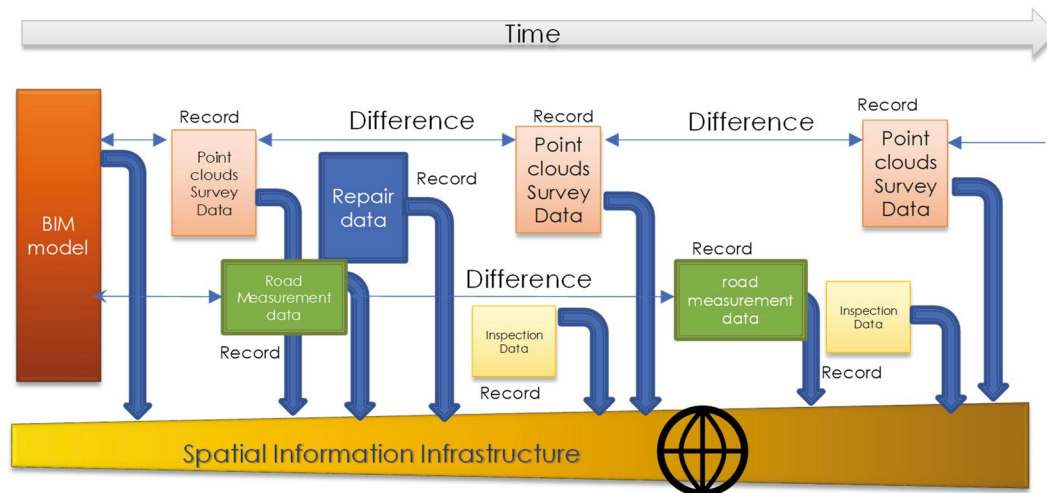 Time
Record
Difference
Record
Difference
Record
Point
clouds
Survey
Data
Repair
data
Record
Point
clouds
Survey
Data
Point
clouds
Survey
Data
BIM
model
Road
Measurement
data
Record
Difference
Inspection
Data
Record
Record
road
measurement
data
Inspection
Data
Record
Spatial Information Infrastructure